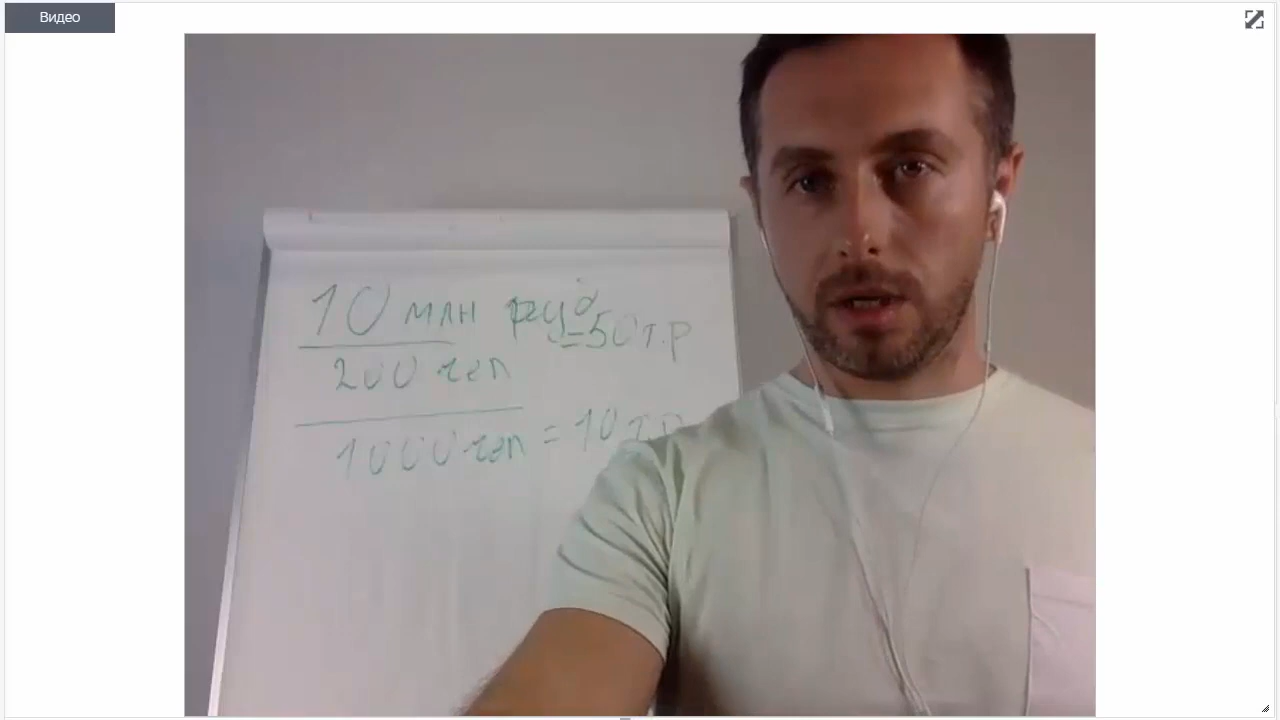 Видео
10 млн руб
=50 т.р
200 чел
1000 чел = 10 т.р